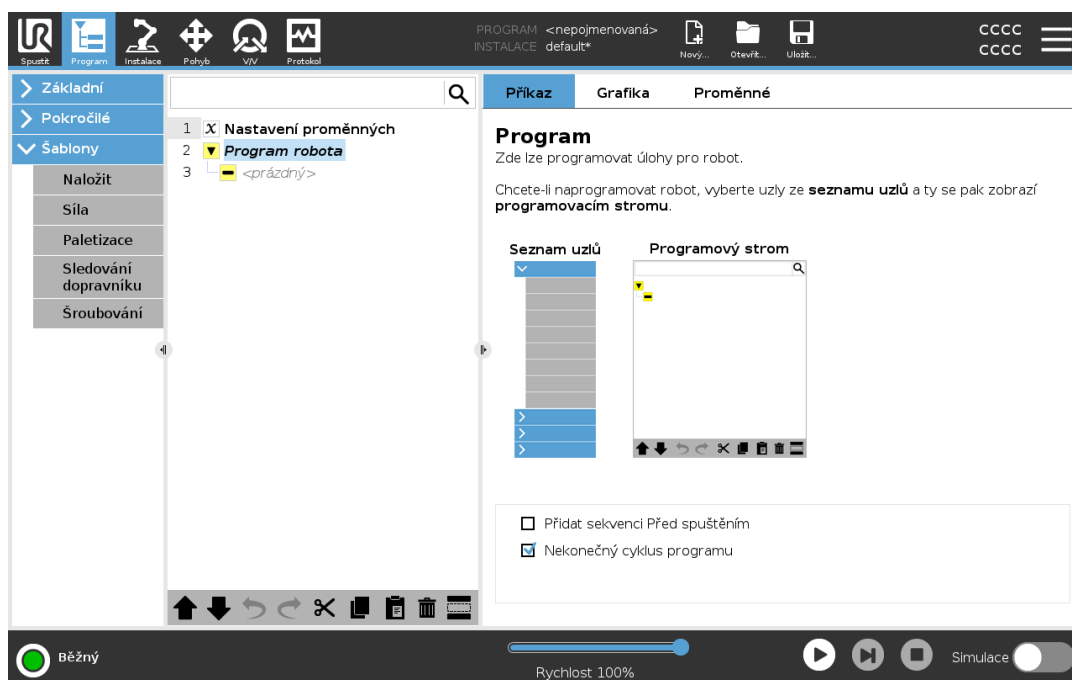 UR
Spustit
Program
Instalace
Pohyb
V/V
Protokol
PROGRAM <nepojmenovaná>
INSTALACE default*
Nový...
Otevřít...
Uložit...
CCCC
CCCC
Základní
Pokročilé
Šablony
Naložit
Síla
Paletizace
Sledování
dopravníku
Šroubování
1 X Nastavení proměnných
2 Program robota
3 <prázdný>
Příkaz
Grafika
Proměnné
Program
Zde lze programovat úlohy pro robot.
Chcete-li naprogramovat robot, vyberte uzly ze seznamu uzlů a ty se pak zobrazí
programovacím stromu.
Seznam uzlů
Programový strom
Přidat sekvenci Před spuštěním
Nekonečný cyklus programu
Běžný
Rychlost 100%
Simulace